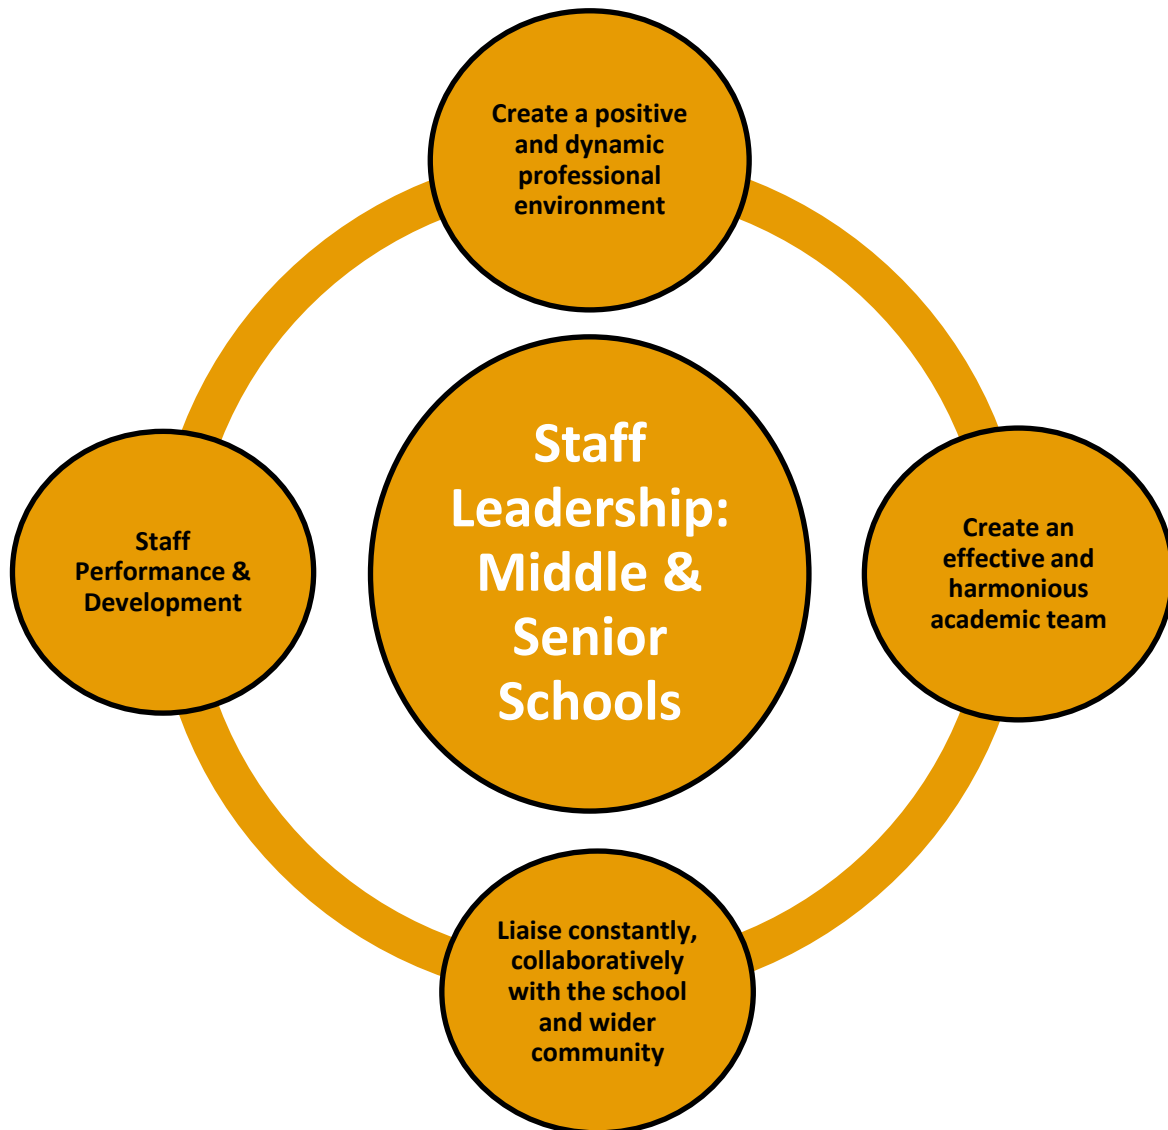 Create a positive
and dynamic
professional
environment
Staff
Leadership:
Middle &
Senior
Schools
Staff
Performance &
Development
Create an
effective and
harmonious
academic team
Liaise constantly,
collaboratively
with the school
and wider
community